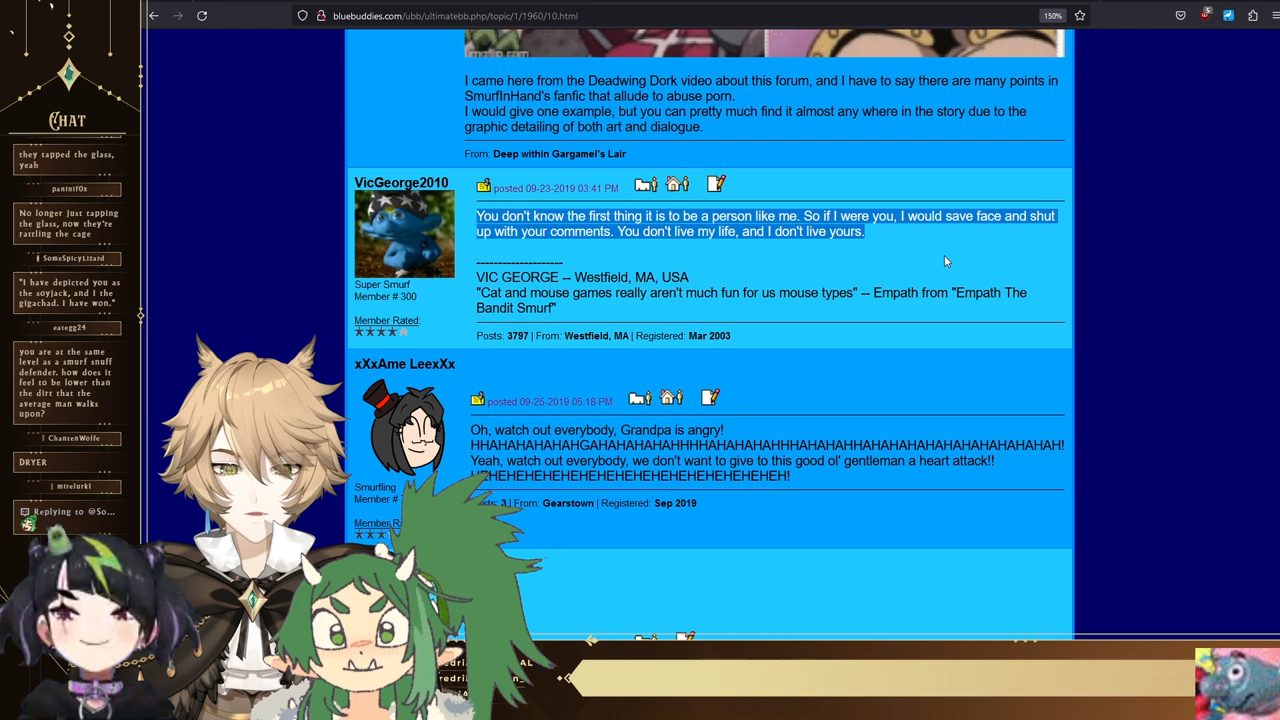 bluebuddies.com/ubb/ultimatebb.php/topic/1/1960/10.html
150%
5
CHAT
they tapped the glass, yeah
paninif0x
No longer just tapping the glass, now they're rattling the cage
SomeSpicyLizard
"I have depicted you as the soyjack, and I the gigachad. I have won."
eategg24
you are at the same level as a smurf snuff defender. how does it feel to be lower than the dirt that the average man walks upon?
ChantenWolfe
DRYER
mirelurk1
Replying to @So...
I came here from the Deadwing Dork video about this forum, and I have to say there are many points in
SmurfInHand's fanfic that allude to abuse porn.
I would give one example, but you can pretty much find it almost any where in the story due to the
graphic detailing of both art and dialogue.
From: Deep within Gargamel's Lair
VicGeorge2010
posted 09-23-2019 03:41 PM
You don't know the first thing it is to be a person like me. So if I were you, I would save face and shut
up with your comments. You don't live my life, and I don't live yours.
--------------------
VIC GEORGE -- Westfield, MA, USA
"Cat and mouse games really aren't much fun for us mouse types" -- Empath from "Empath The
Bandit Smurf"
Super Smurf
Member # 300
Member Rated:
Posts: 3797 | From: Westfield, MA | Registered: Mar 2003
xXxAme LeexXx
posted 09-25-2019 05:18 PM
Oh, watch out everybody, Grandpa is angry!
HHAHAHAHAHAHGAHAHAHAHAHHHAHAHAHAHHHAHAHAHHAHAHAHAHAHAHAHAHAHAH!
Yeah, watch out everybody, we don't want to give to this good ol' gentleman a heart attack!!
HEHEHEHEHEHEHEHEHEHEHEHEHEHEHEHEHEH!
Smurfling
Member #
Member
3 | From: Gearstown | Registered: Sep 2019